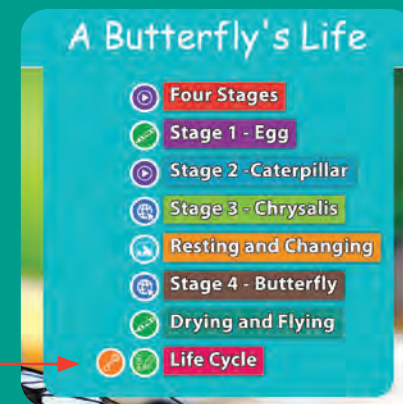 A Butterfly's Life
Four Stages
Stage 1 - Egg
Stage 2 -Caterpillar
Stage 3 - Chrysalis
Resting and Changing
Stage 4 - Butterfly
Drying and Flying
Life Cycle